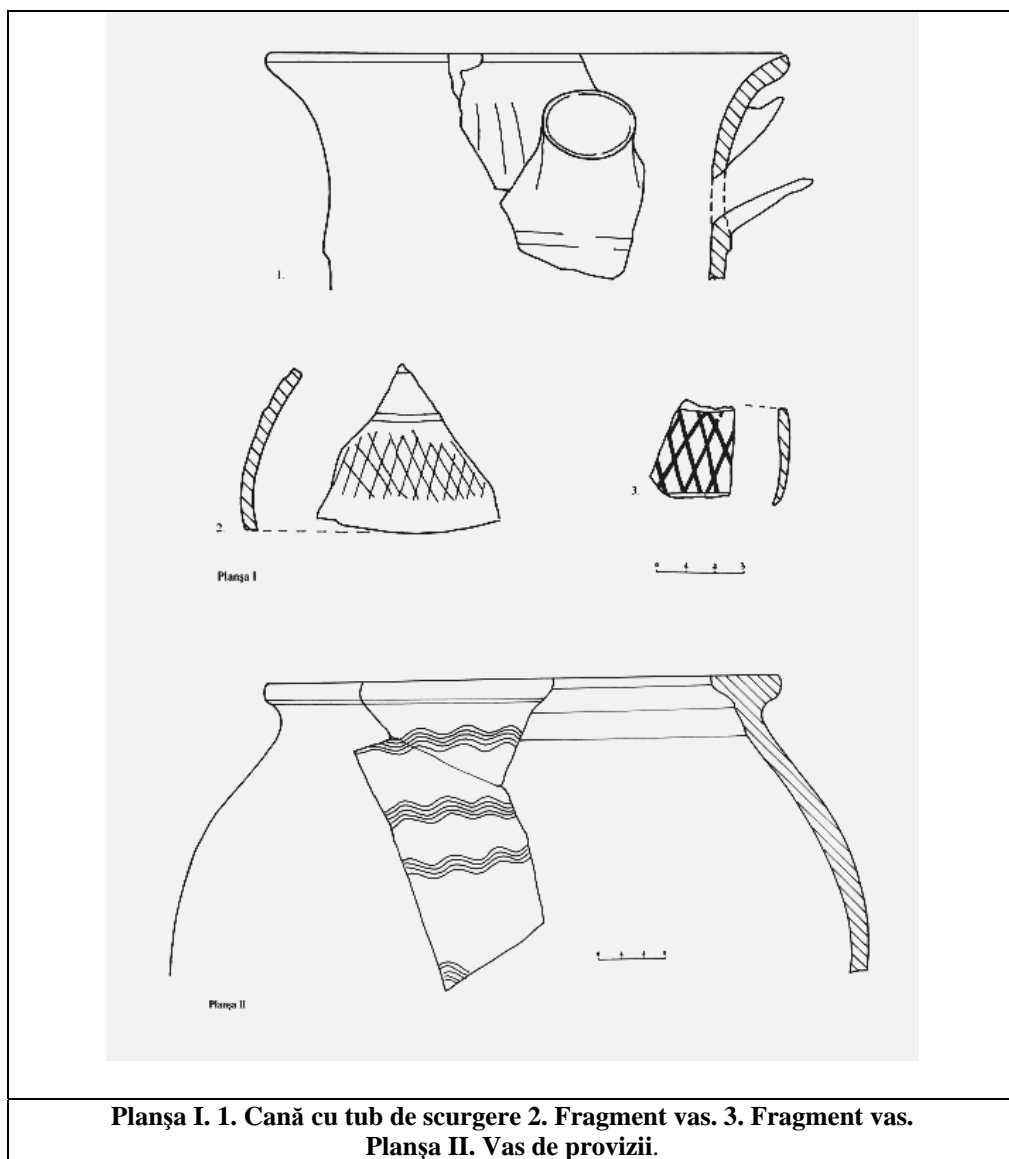 1.
2.
3.
Planşa I
Planşa II
Planşa I. 1. Cană cu tub de scurgere 2. Fragment vas. 3. Fragment vas.
Planşa II. Vas de provizii.